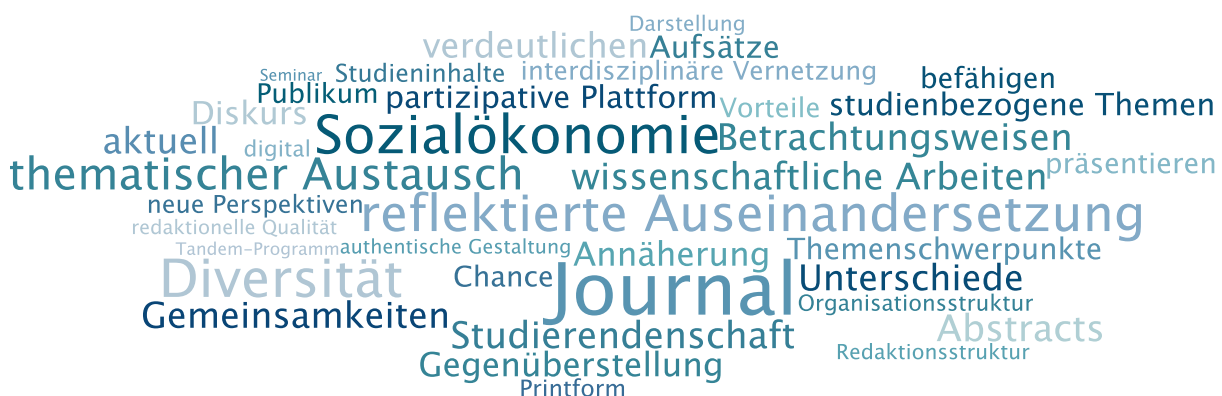 Darstellung
verdeutlichen Aufsätze
Seminar Studieninhalte interdisziplinäre Vernetzung befähigen
Publikum partizipative Plattform Vorteile studienbezogene Themen
Diskurs Sozialökonomie Betrachtungsweisen
aktuell digital präsentieren
thematischer Austausch wissenschaftliche Arbeiten
neue Perspektiven reflektierte Auseinandersetzung
redaktionelle Qualität
Tandem-Programm authentische Gestaltung Annäherung Themenschwerpunkte
Diversität Chance Journal Unterschiede
Gemeinsamkeiten Organisationsstruktur
Studierendenschaft Abstracts
Gegenüberstellung Redaktionsstruktur
Printform